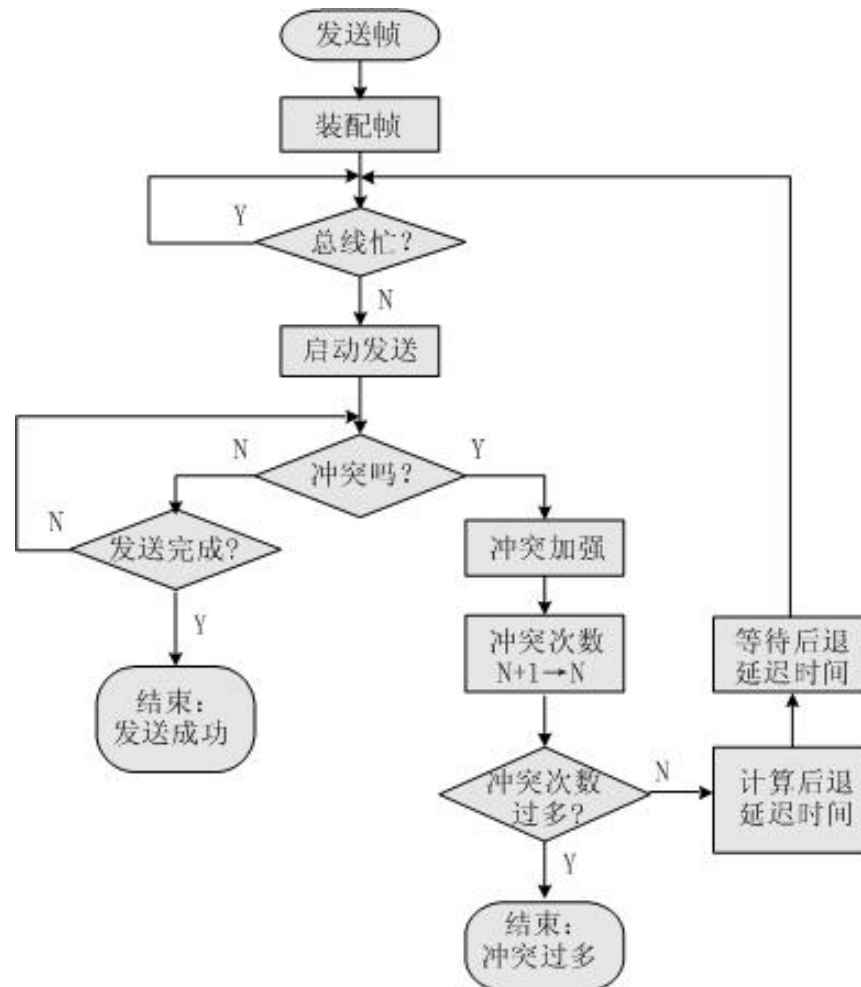 发送帧
装配帧
Y
总线忙?
N
启动发送
N
冲突吗?
Y
N
发送完成?
冲突加强
Y
冲突次数
N+1→N
等待后退
延迟时间
结束:
发送成功
冲突次数
过多?
N
计算后退
延迟时间
Y
结束:
冲突过多